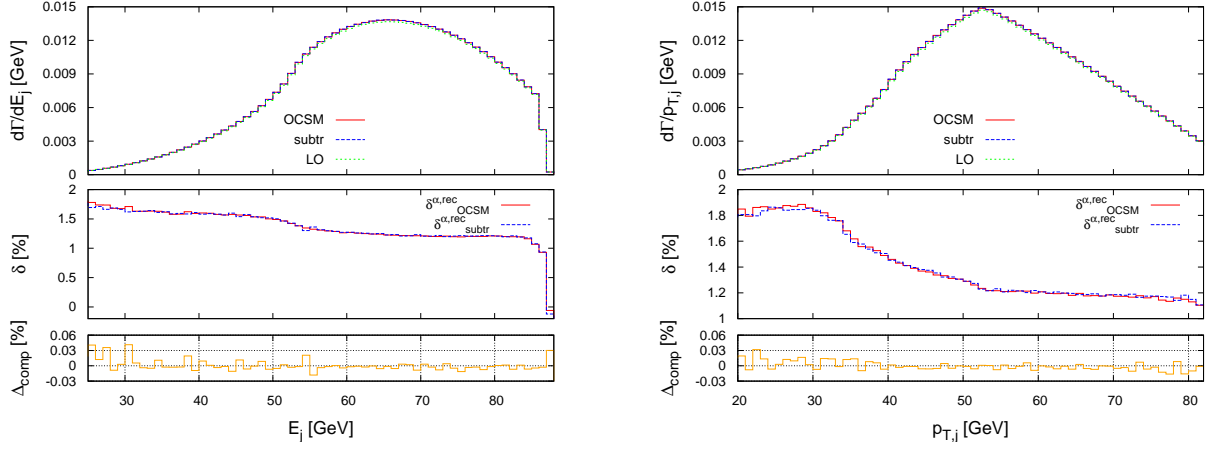 0.015
0.012
0.009
0.006
0.003
dΓ/dE_j [GeV]
OCSM
subtr
LO
2
1.5
1
0.5
0
δ [%]
δ^{α,rec}_{OCSM}
δ^{α,rec}_{subtr}
0.06
0.03
0
-0.03
Δ_{comp} [%]
30 40 50 60 70 80
E_j [GeV]
0.015
0.012
0.009
0.006
0.003
dΓ/p_{T,j} [GeV]
OCSM
subtr
LO
2
1.8
1.6
1.4
1.2
1
δ [%]
δ^{α,rec}_{OCSM}
δ^{α,rec}_{subtr}
0.06
0.03
0
-0.03
Δ_{comp} [%]
20 30 40 50 60 70 80
p_{T,j} [GeV]